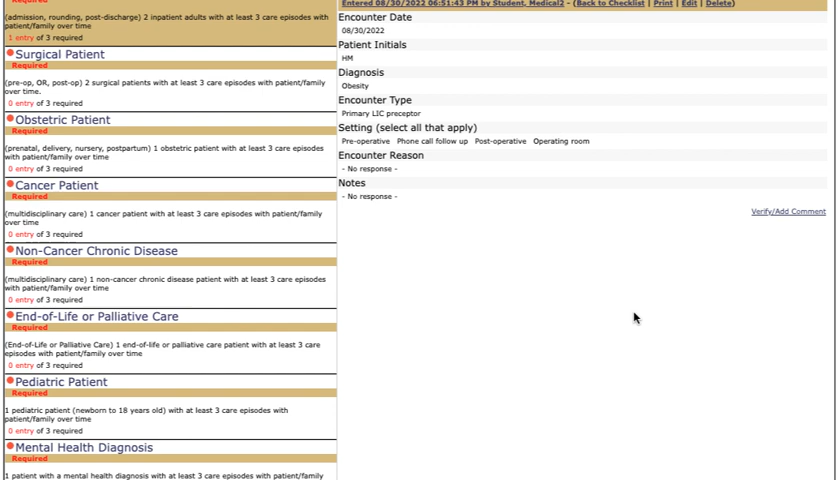 Required
(admission, rounding, post-discharge) 2 inpatient adults with at least 3 care episodes with
patient/family over time
1 entry of 3 required
Surgical Patient
Required
(pre-op, OR, post-op) 2 surgical patients with at least 3 care episodes with patient/family
over time.
0 entry of 3 required
Obstetric Patient
Required
(prenatal, delivery, nursery, postpartum) 1 obstetric patient with at least 3 care episodes
with patient/family over time
0 entry of 3 required
Cancer Patient
Required
(multidisciplinary care) 1 cancer patient with at least 3 care episodes with patient/family
over time
0 entry of 3 required
Non-Cancer Chronic Disease
Required
(multidisciplinary care) 1 non-cancer chronic disease patient with at least 3 care episodes
with patient/family over time
0 entry of 3 required
End-of-Life or Palliative Care
Required
(End-of-Life or Palliative Care) 1 end-of-life or palliative care patient with at least 3 care
episodes with patient/family over time
0 entry of 3 required
Pediatric Patient
Required
1 pediatric patient (newborn to 18 years old) with at least 3 care episodes with
patient/family over time
0 entry of 3 required
Mental Health Diagnosis
Required
1 patient with a mental health diagnosis with at least 3 care episodes with patient/family
Entered 08/30/2022 06:51:43 PM by Student, Medical2 - (Back to Checklist | Print | Edit | Delete)
Encounter Date
08/30/2022
Patient Initials
HM
Diagnosis
Obesity
Encounter Type
Primary LIC preceptor
Setting (select all that apply)
Pre-operative Phone call follow up Post-operative Operating room
Encounter Reason
- No response -
Notes
- No response -
Verify/Add Comment